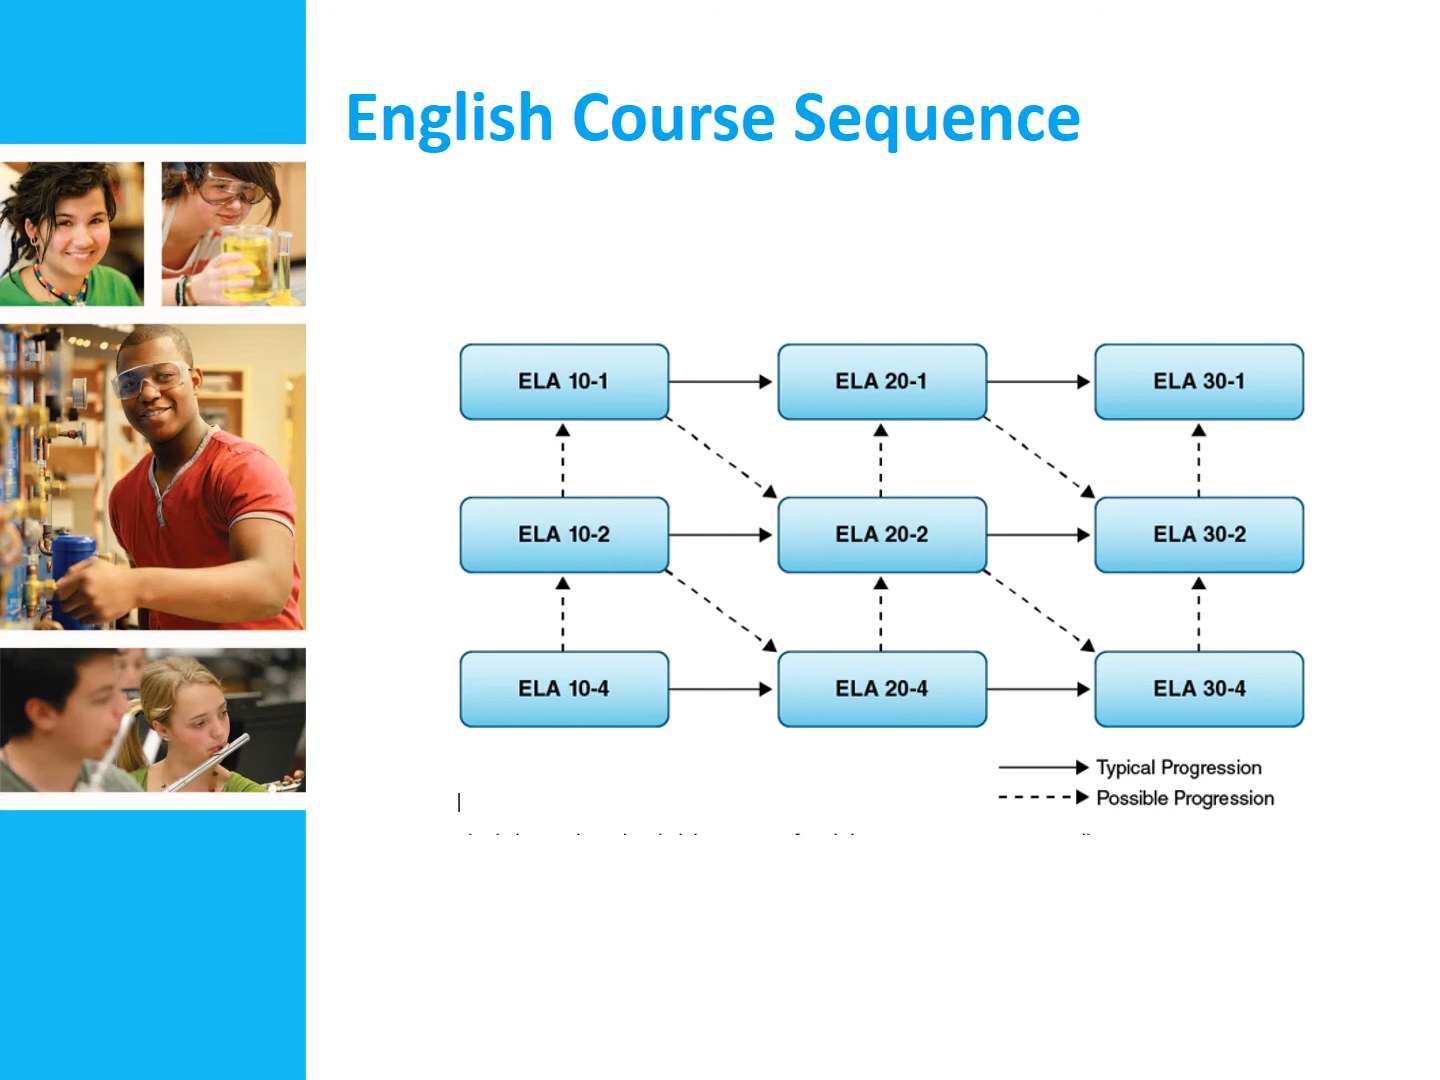 English Course Sequence
ELA 10-1
ELA 20-1
ELA 30-1
ELA 10-2
ELA 20-2
ELA 30-2
ELA 10-4
ELA 20-4
ELA 30-4
Typical Progression
Possible Progression